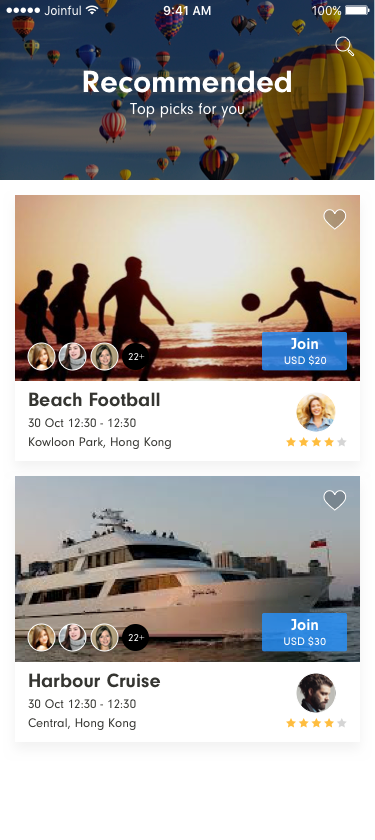 Joinful
9:41 AM
100%
Recommended
Top picks for you
22+
Join
USD $20
Beach Football
30 Oct 12:30 - 12:30
Kowloon Park, Hong Kong
22+
Join
USD $30
Harbour Cruise
30 Oct 12:30 - 12:30
Central, Hong Kong